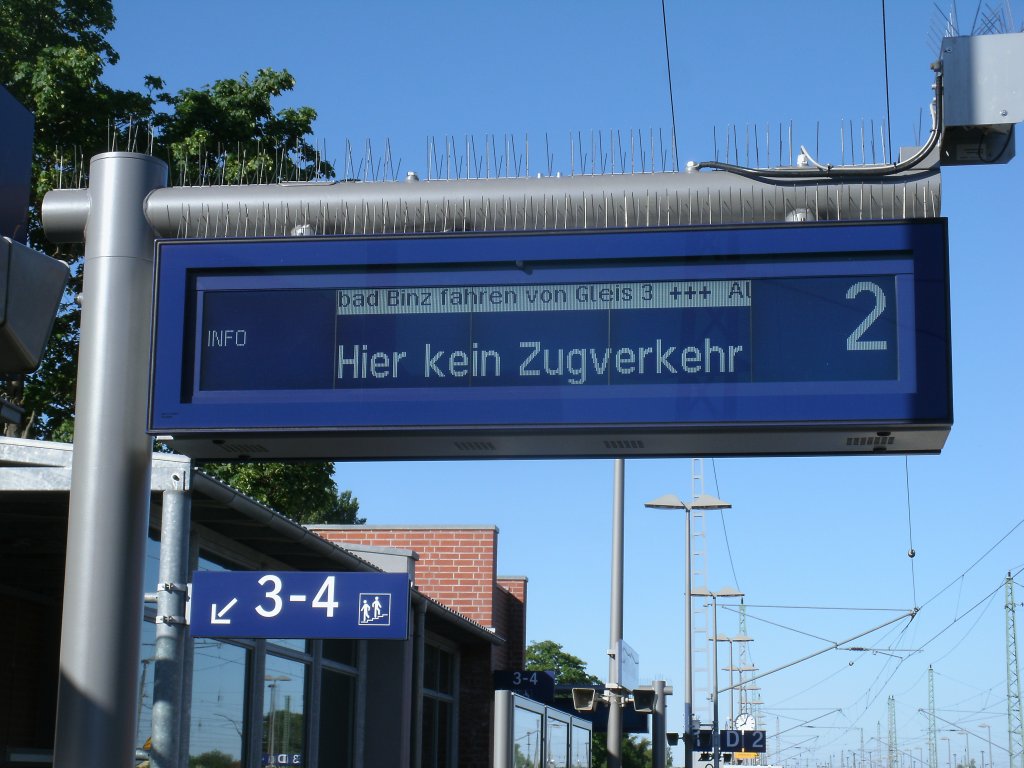 bad Binz fahren von Gleis 3 +++ Al
INFO
2
Hier kein Zugverkehr
3-4
3-4
D 2